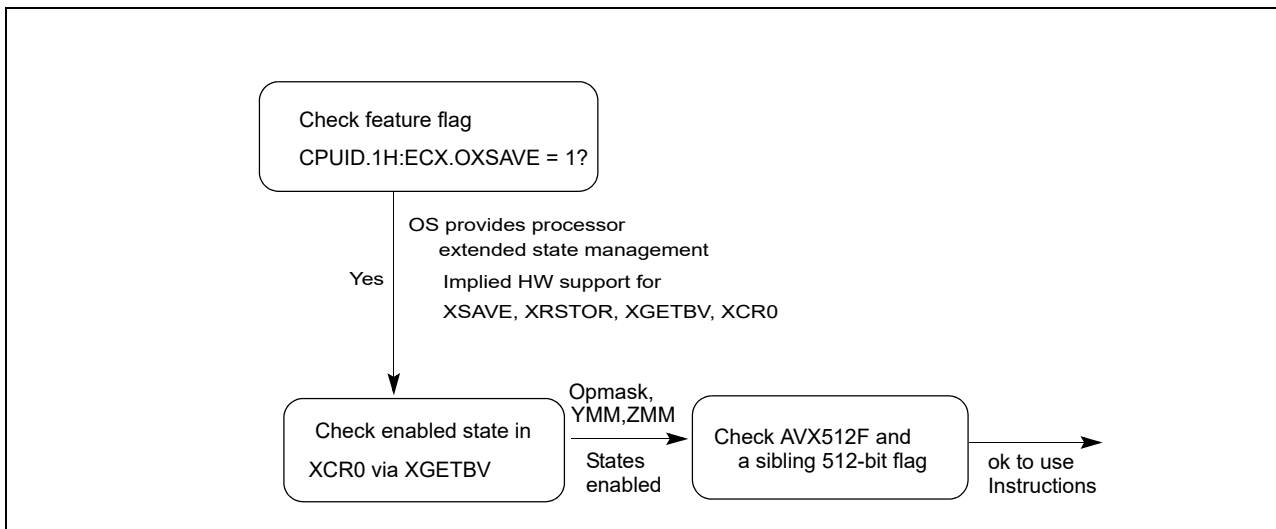 Check feature flag
CPUID.1H:ECX.OXSAVE = 1?
OS provides processor
extended state management
Yes
Implied HW support for
XSAVE, XRSTOR, XGETBV, XCR0
Check enabled state in
XCR0 via XGETBV
Opmask,
YMM,ZMM
States
enabled
Check AVX512F and
a sibling 512-bit flag
ok to use
Instructions